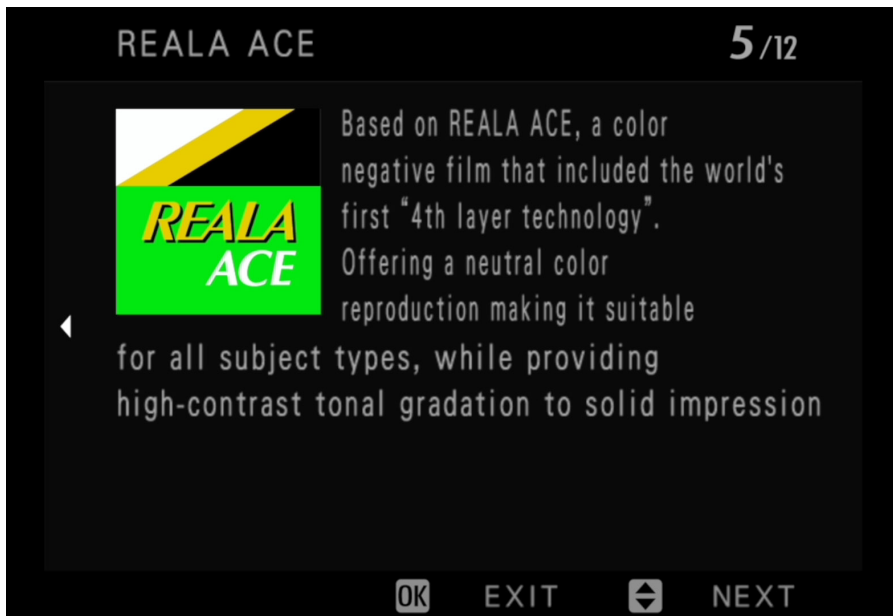 REALA ACE
5/12
REALA
ACE
Based on REALA ACE, a color
negative film that included the world's
first “4th layer technology”.
Offering a neutral color
reproduction making it suitable
for all subject types, while providing
high-contrast tonal gradation to solid impression
OK EXIT NEXT